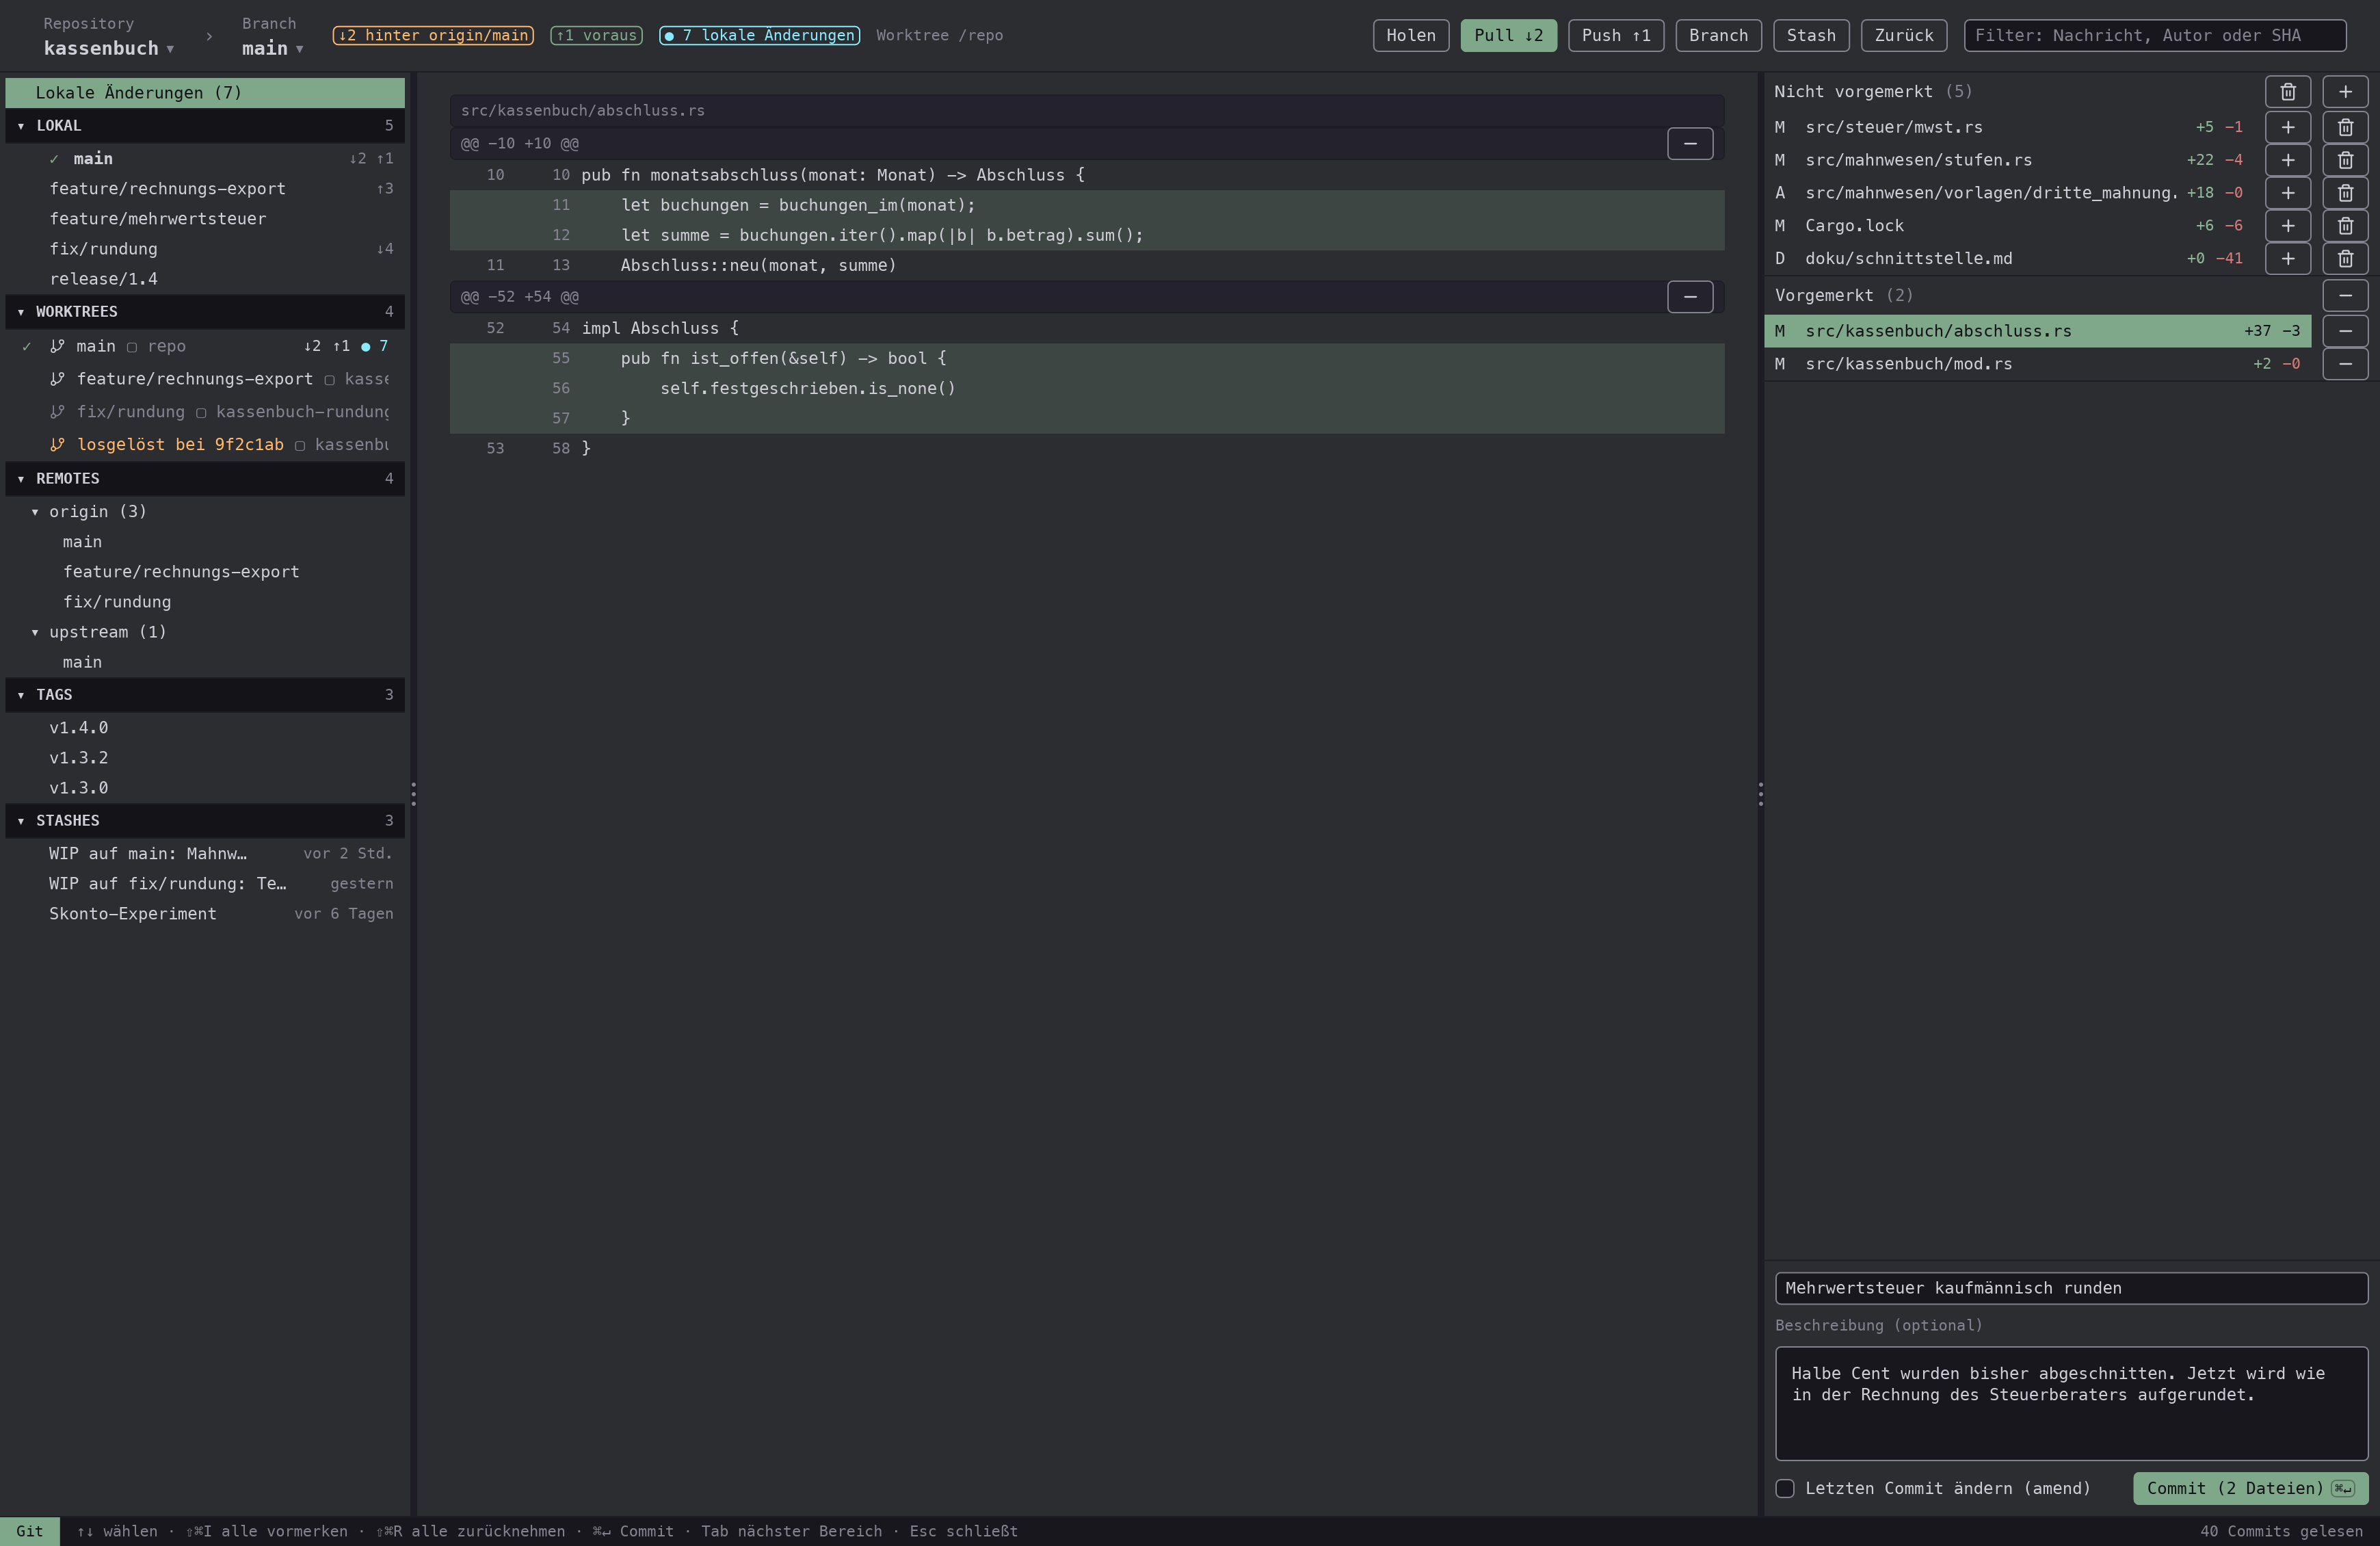 Repository
kassenbuch ▾
›
Branch
main ▾
↓2 hinter origin/main
↑1 voraus
● 7 lokale Änderungen
Worktree /repo
Holen
Pull ↓2
Push ↑1
Branch
Stash
Zurück
Filter: Nachricht, Autor oder SHA
Lokale Änderungen (7)
▾ LOKAL 5
✓ main ↓2 ↑1
feature/rechnungs-export ↑3
feature/mehrwertsteuer
fix/rundung ↓4
release/1.4
▾ WORKTREES 4
✓ main ▢ repo ↓2 ↑1 ● 7
feature/rechnungs-export ▢ kasse
fix/rundung ▢ kassenbuch-rundung
losgelöst bei 9f2c1ab ▢ kassenbu
▾ REMOTES 4
▾ origin (3)
main
feature/rechnungs-export
fix/rundung
▾ upstream (1)
main
▾ TAGS 3
v1.4.0
v1.3.2
v1.3.0
▾ STASHES 3
WIP auf main: Mahnw… vor 2 Std.
WIP auf fix/rundung: Te… gestern
Skonto-Experiment vor 6 Tagen
src/kassenbuch/abschluss.rs
@@ −10 +10 @@ −
10 10 pub fn monatsabschluss(monat: Monat) -> Abschluss {
11 let buchungen = buchungen_im(monat);
12 let summe = buchungen.iter().map(|b| b.betrag).sum();
11 13 Abschluss::neu(monat, summe)
@@ −52 +54 @@ −
52 54 impl Abschluss {
55 pub fn ist_offen(&self) -> bool {
56 self.festgeschrieben.is_none()
57 }
53 58 }
Nicht vorgemerkt (5) +
M src/steuer/mwst.rs +5 −1 +
M src/mahnwesen/stufen.rs +22 −4 +
A src/mahnwesen/vorlagen/dritte_mahnung. +18 −0 +
M Cargo.lock +6 −6 +
D doku/schnittstelle.md +0 −41 +
Vorgemerkt (2) −
M src/kassenbuch/abschluss.rs +37 −3 −
M src/kassenbuch/mod.rs +2 −0 −
Mehrwertsteuer kaufmännisch runden
Beschreibung (optional)
Halbe Cent wurden bisher abgeschnitten. Jetzt wird wie
in der Rechnung des Steuerberaters aufgerundet.
Letzten Commit ändern (amend)
Commit (2 Dateien) ⌘↵
Git ↑↓ wählen · ⇧⌘I alle vormerken · ⇧⌘R alle zurücknehmen · ⌘↵ Commit · Tab nächster Bereich · Esc schließt
40 Commits gelesen